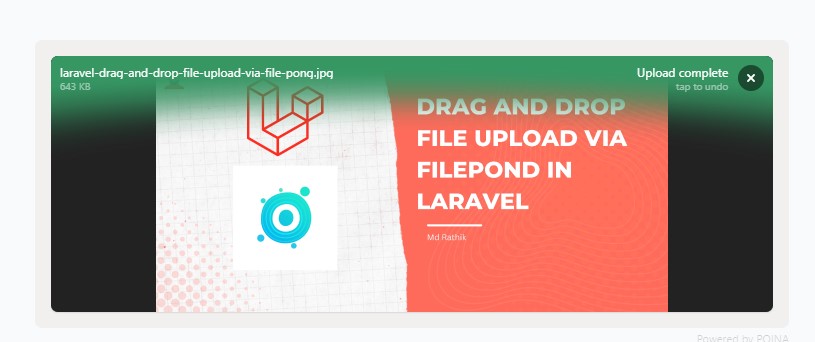 laravel-drag-and-drop-file-upload-via-file-pong.jpg
643 KB
Upload complete
tap to undo
DRAG AND DROP
FILE UPLOAD VIA
FILEPOND IN
LARAVEL
Md Rathik
Powered by PQINA